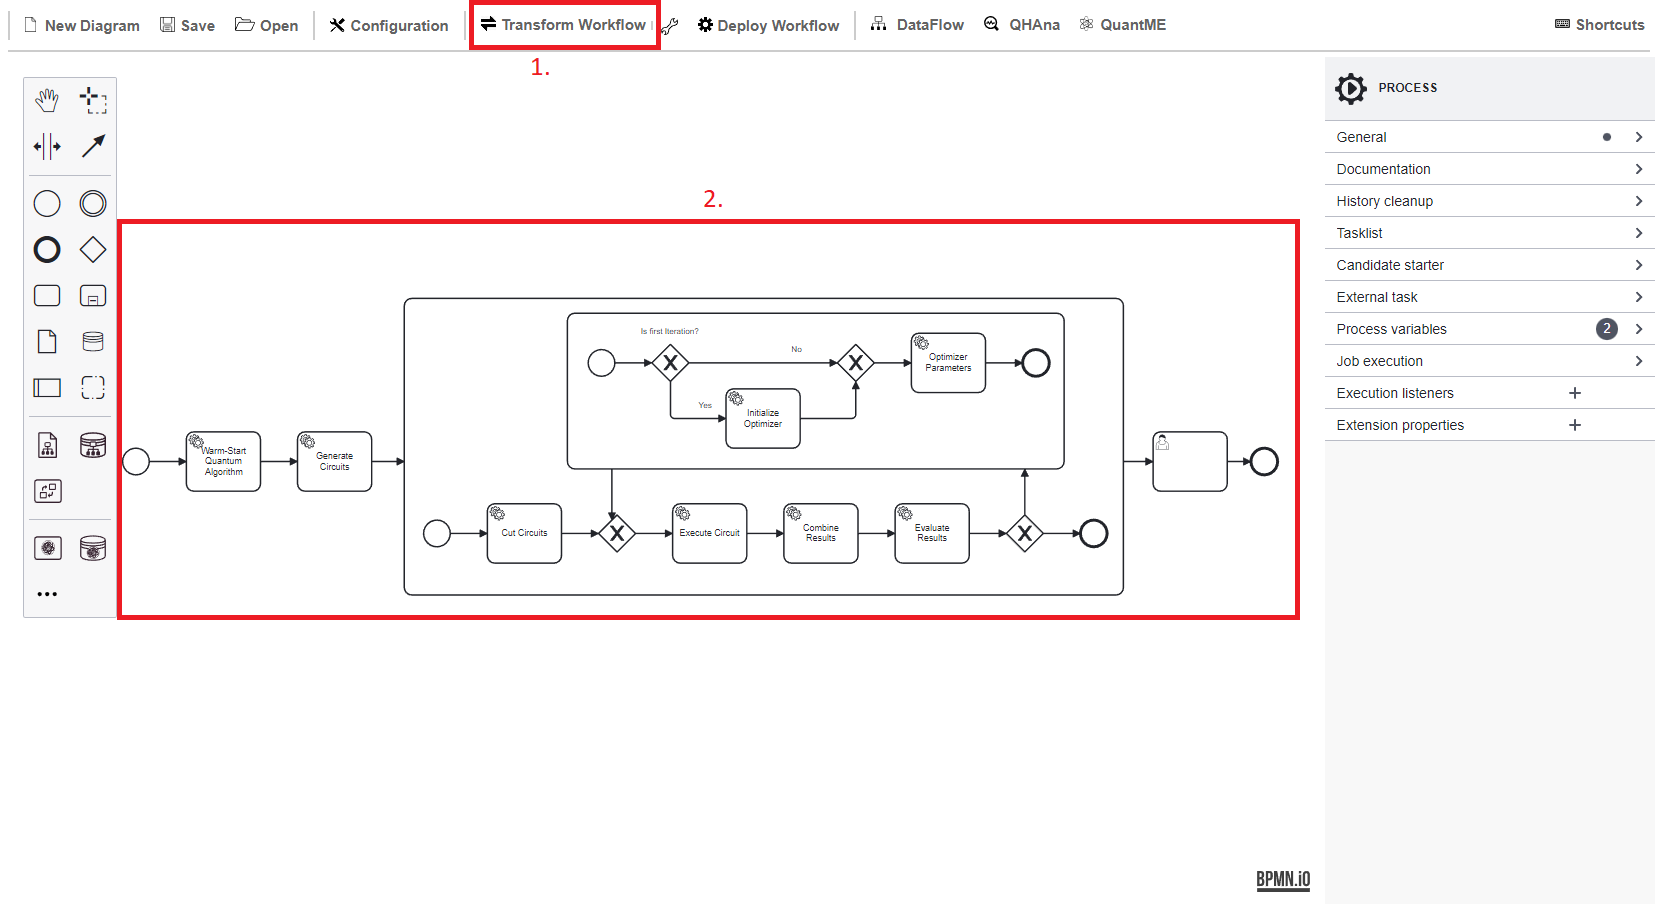 New Diagram Save Open Configuration Transform Workflow Deploy Workflow DataFlow QHAna QuantME Shortcuts
1.
PROCESS
General
Documentation
History cleanup
Tasklist
Candidate starter
External task
Process variables 2
Job execution
Execution listeners
Extension properties
2.
Is first Iteration?
No
Yes
Optimizer
Parameters
Initialize
Optimizer
Warm-Start
Quantum
Algorithm
Generate
Circuits
Cut Circuits
Execute Circuit
Combine
Results
Evaluate
Results
BPMN.iO